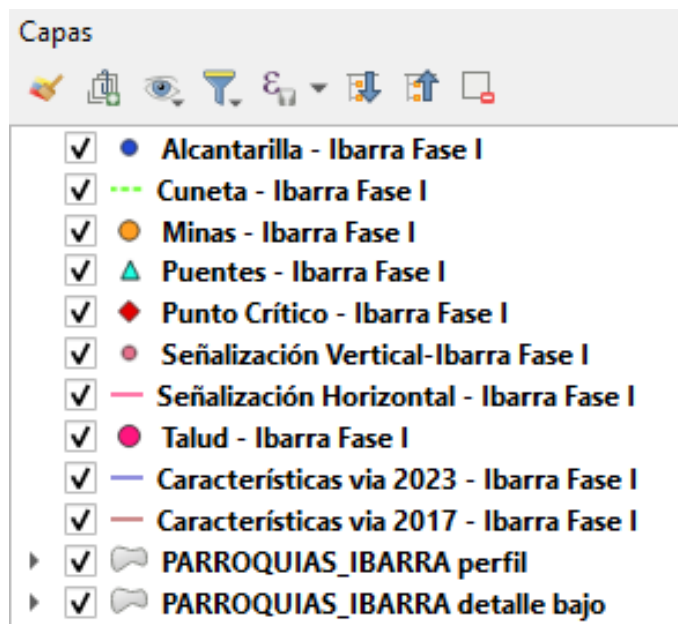 Capas
Alcantarilla - Ibarra Fase I
Cuneta - Ibarra Fase I
Minas - Ibarra Fase I
Puentes - Ibarra Fase I
Punto Crítico - Ibarra Fase I
Señalización Vertical-Ibarra Fase I
Señalización Horizontal - Ibarra Fase I
Talud - Ibarra Fase I
Características via 2023 - Ibarra Fase I
Características via 2017 - Ibarra Fase I
PARROQUIAS_IBARRA perfil
PARROQUIAS_IBARRA detalle bajo